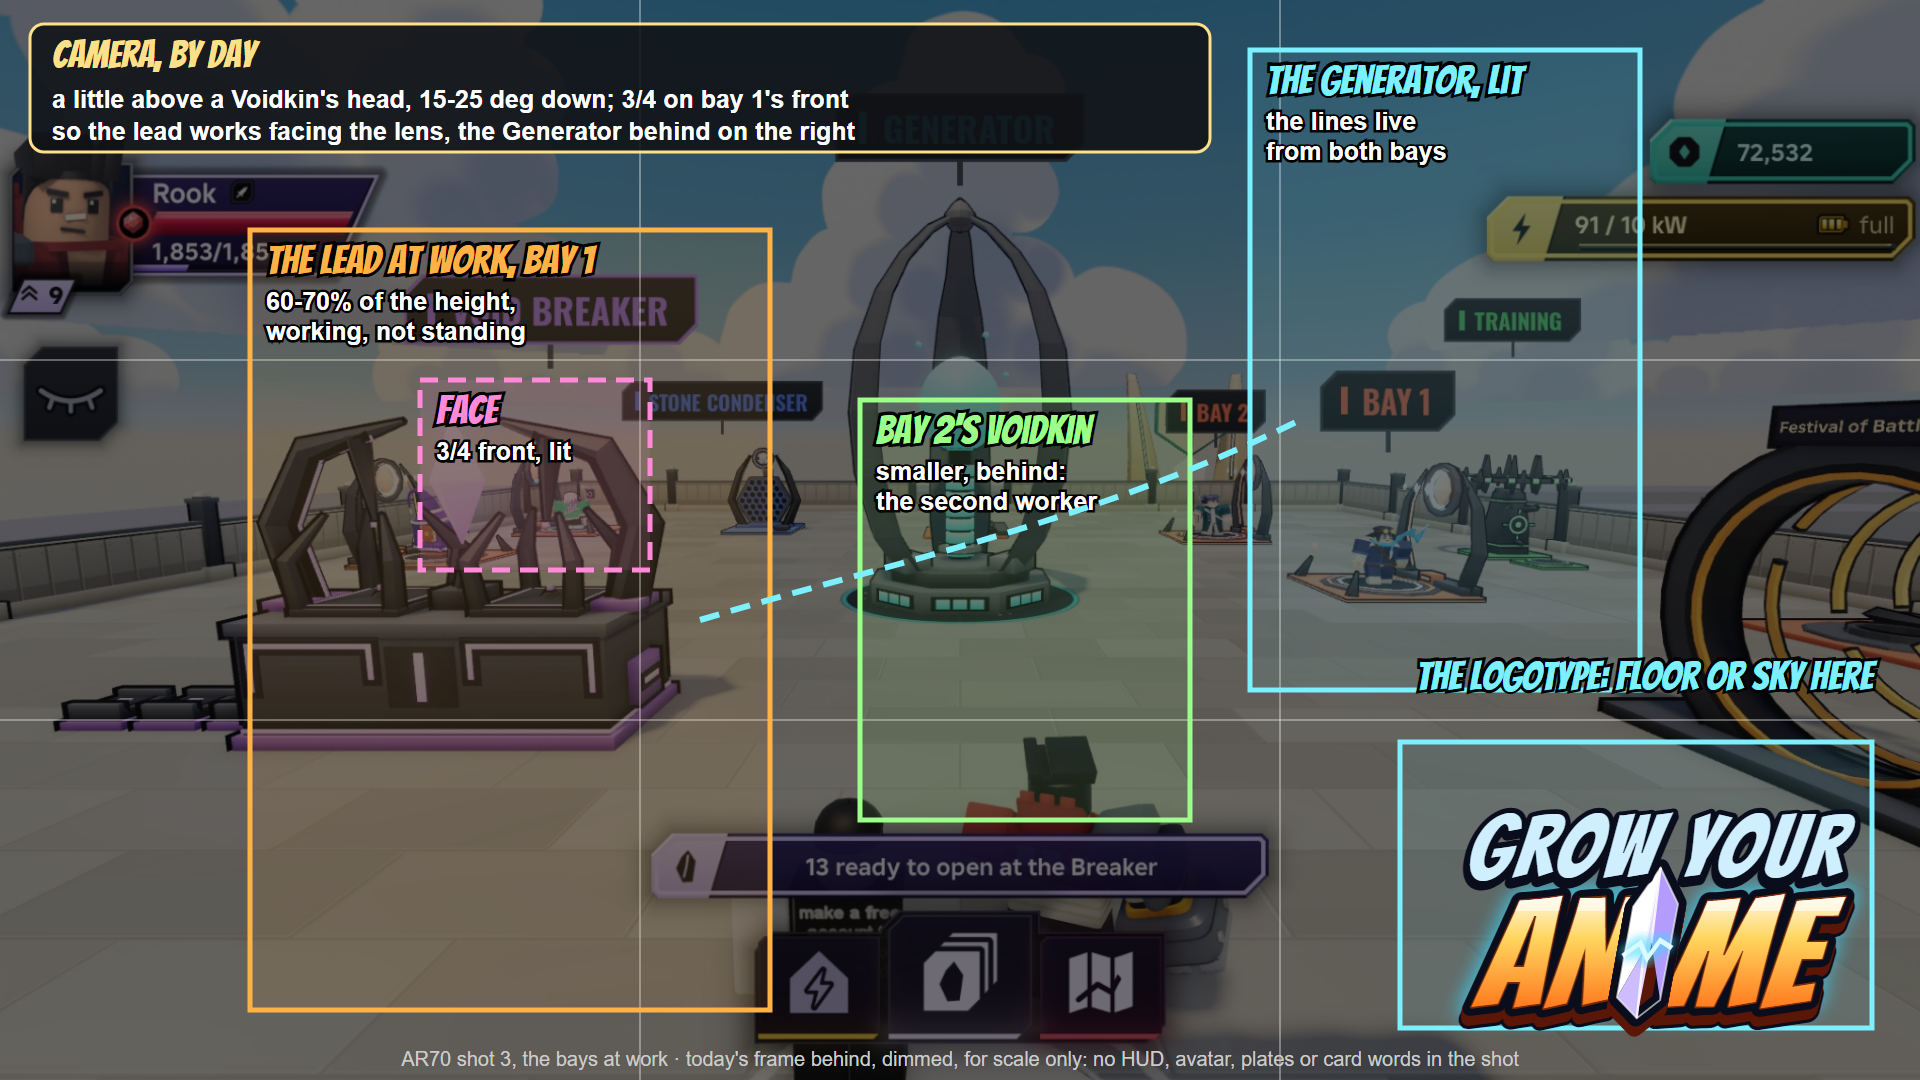 CAMERA, BY DAY
a little above a Voidkin's head, 15-25 deg down; 3/4 on bay 1's front
so the lead works facing the lens, the Generator behind on the right
GENERATOR
THE GENERATOR, LIT
the lines live
from both bays
72,532
Rook
1,853/1,85
9
91 / 10 kW
full
THE LEAD AT WORK, BAY 1
60-70% of the height,
working, not standing
BREAKER
TRAINING
FACE
3/4 front, lit
STONE CONDENSER
BAY 2'S VOIDKIN
smaller, behind:
the second worker
BAY 2
BAY 1
Festival of Battl
THE LOGOTYPE: FLOOR OR SKY HERE
13 ready to open at the Breaker
make a free
GROW YOUR
ANIME
AR70 shot 3, the bays at work · today's frame behind, dimmed, for scale only: no HUD, avatar, plates or card words in the shot